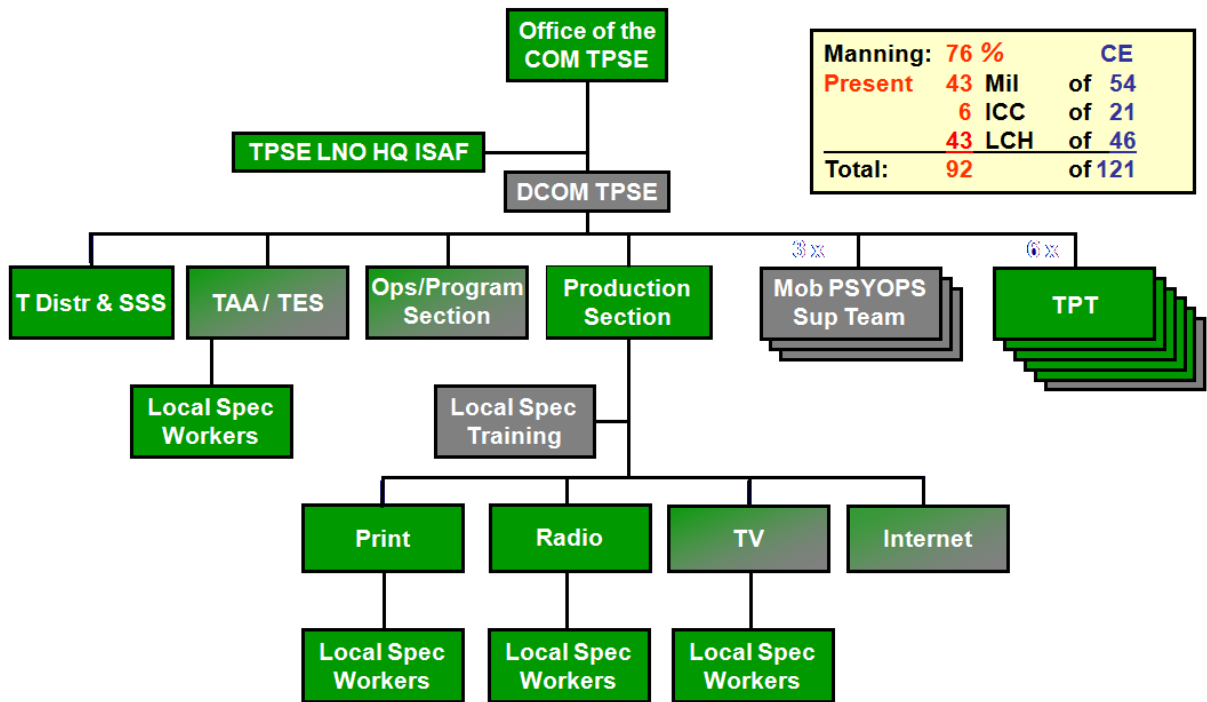 Office of the
COM TPSE
Manning: 76 % CE
Present 43 Mil of 54
6 ICC of 21
43 LCH of 46
Total: 92 of 121
TPSE LNO HQ ISAF
DCOM TPSE
3 x
6 x
T Distr & SSS
TAA / TES
Ops/Program
Section
Production
Section
Mob PSYOPS
Sup Team
TPT
Local Spec
Workers
Local Spec
Training
Print
Radio
TV
Internet
Local Spec
Workers
Local Spec
Workers
Local Spec
Workers